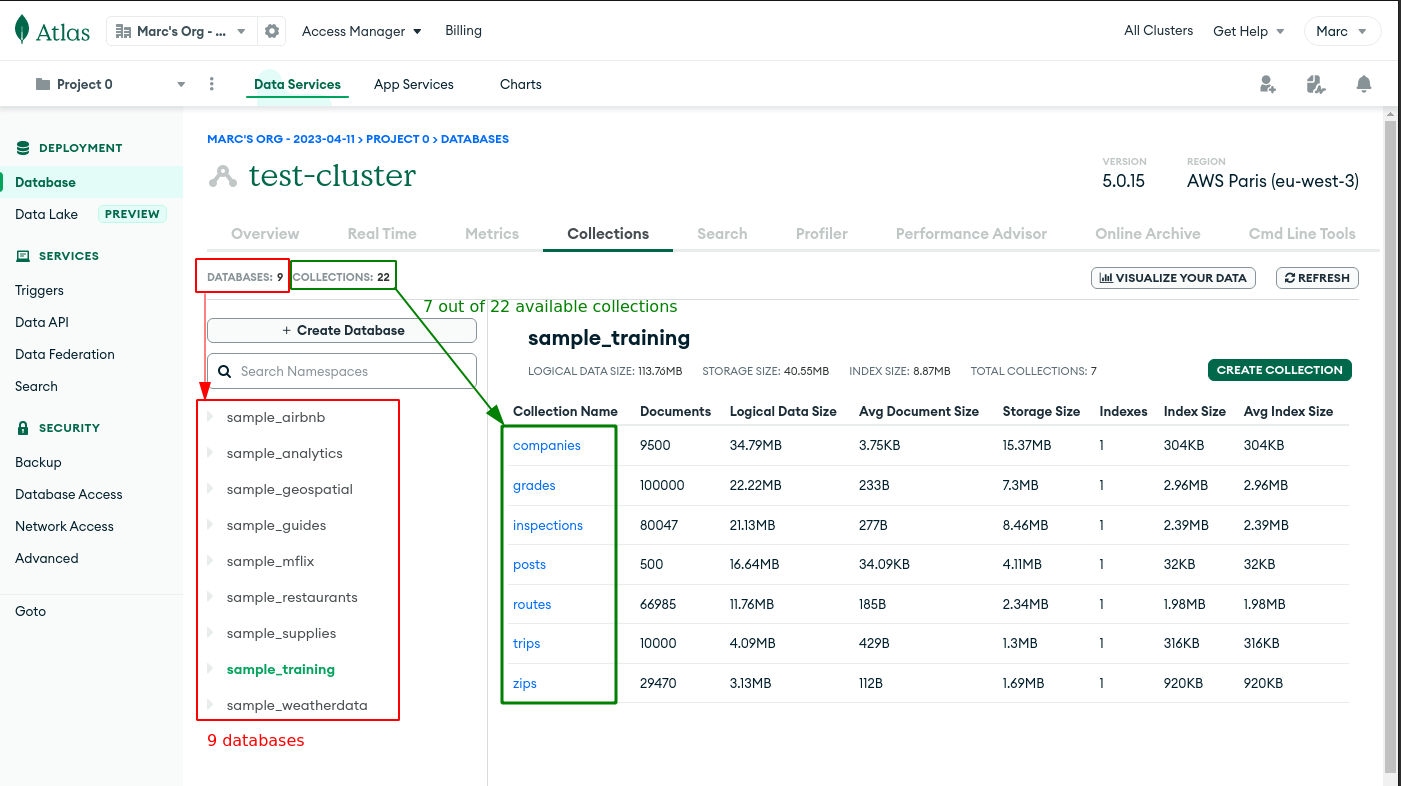 Atlas
Marc's Org - ...
Access Manager
Billing
All Clusters
Get Help
Marc
Project 0
Data Services
App Services
Charts
DEPLOYMENT
Database
Data Lake PREVIEW
SERVICES
Triggers
Data API
Data Federation
Search
SECURITY
Backup
Database Access
Network Access
Advanced
Goto
MARC'S ORG - 2023-04-11 > PROJECT 0 > DATABASES
test-cluster
VERSION
5.0.15
REGION
AWS Paris (eu-west-3)
Overview Real Time Metrics Collections Search Profiler Performance Advisor Online Archive Cmd Line Tools
DATABASES: 9 COLLECTIONS: 22
VISUALIZE YOUR DATA
REFRESH
7 out of 22 available collections
+ Create Database
Search Namespaces
sample_airbnb
sample_analytics
sample_geospatial
sample_guides
sample_mflix
sample_restaurants
sample_supplies
sample_training
sample_weatherdata
9 databases
sample_training
LOGICAL DATA SIZE: 113.76MB STORAGE SIZE: 40.55MB INDEX SIZE: 8.87MB TOTAL COLLECTIONS: 7
CREATE COLLECTION
Collection Name Documents Logical Data Size Avg Document Size Storage Size Indexes Index Size Avg Index Size
companies 9500 34.79MB 3.75KB 15.37MB 1 304KB 304KB
grades 100000 22.22MB 233B 7.3MB 1 2.96MB 2.96MB
inspections 80047 21.13MB 277B 8.46MB 1 2.39MB 2.39MB
posts 500 16.64MB 34.09KB 4.11MB 1 32KB 32KB
routes 66985 11.76MB 185B 2.34MB 1 1.98MB 1.98MB
trips 10000 4.09MB 429B 1.3MB 1 316KB 316KB
zips 29470 3.13MB 112B 1.69MB 1 920KB 920KB